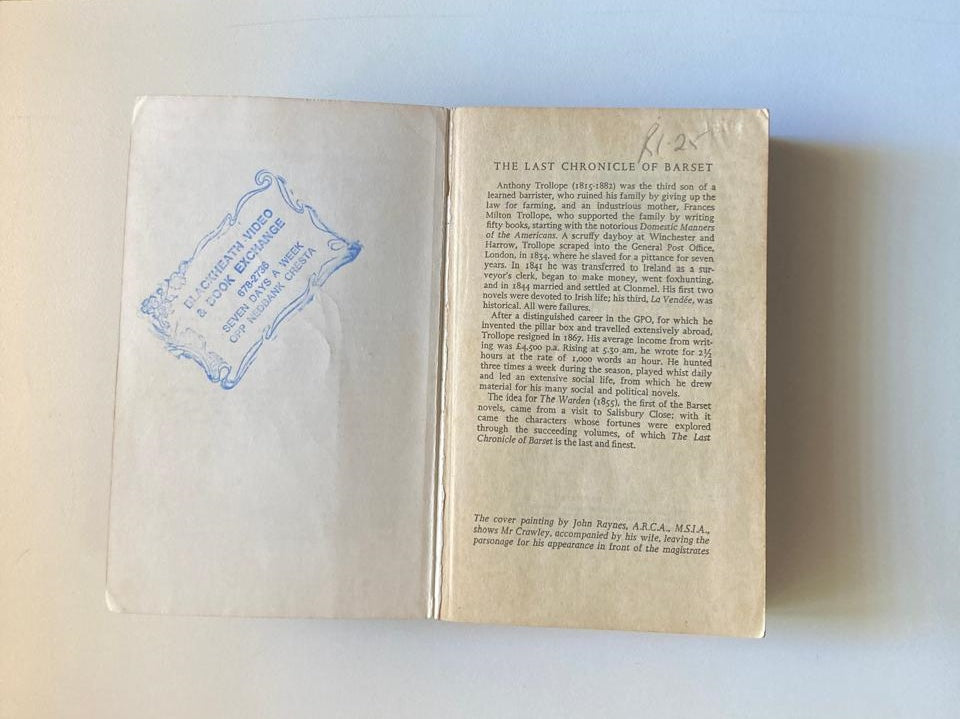 BLACKHEATH VIDEO
& BOOK EXCHANGE
678-2736
SEVEN DAYS A WEEK
OPP NEDBANK CRESTA
R1-25
THE LAST CHRONICLE OF BARSET
Anthony Trollope (1815-1882) was the third son of a
learned barrister, who ruined his family by giving up the
law for farming, and an industrious mother, Frances
Milton Trollope, who supported the family by writing
fifty books, starting with the notorious Domestic Manners
of the Americans. A scruffy dayboy at Winchester and
Harrow, Trollope scraped into the General Post Office,
London, in 1834, where he slaved for a pittance for seven
years. In 1841 he was transferred to Ireland as a sur-
veyor's clerk, began to make money, went foxhunting,
and in 1844 married and settled at Clonmel. His first two
novels were devoted to Irish life; his third, La Vendée, was
historical. All were failures.
After a distinguished career in the GPO, for which he
invented the pillar box and travelled extensively abroad,
Trollope resigned in 1867. His average income from writ-
ing was £4,500 p.a. Rising at 5.30 am, he wrote for 2½
hours at the rate of 1,000 words an hour. He hunted
three times a week during the season, played whist daily
and led an extensive social life, from which he drew
material for his many social and political novels.
The idea for The Warden (1855), the first of the Barset
novels, came from a visit to Salisbury Close; with it
came the characters whose fortunes were explored
through the succeeding volumes, of which The Last
Chronicle of Barset is the last and finest.
The cover painting by John Raynes, A.R.C.A., M.S.I.A.,
shows Mr Crawley, accompanied by his wife, leaving the
parsonage for his appearance in front of the magistrates